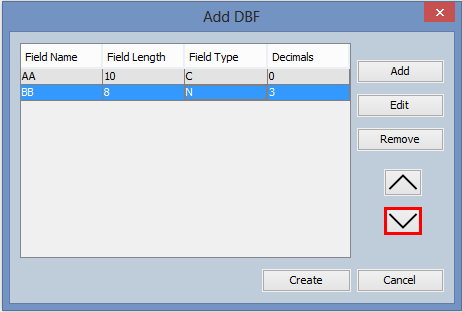 Add DBF
Field Name Field Length Field Type Decimals
AA 10 C 0
BB 8 N 3
Add
Edit
Remove
Create Cancel